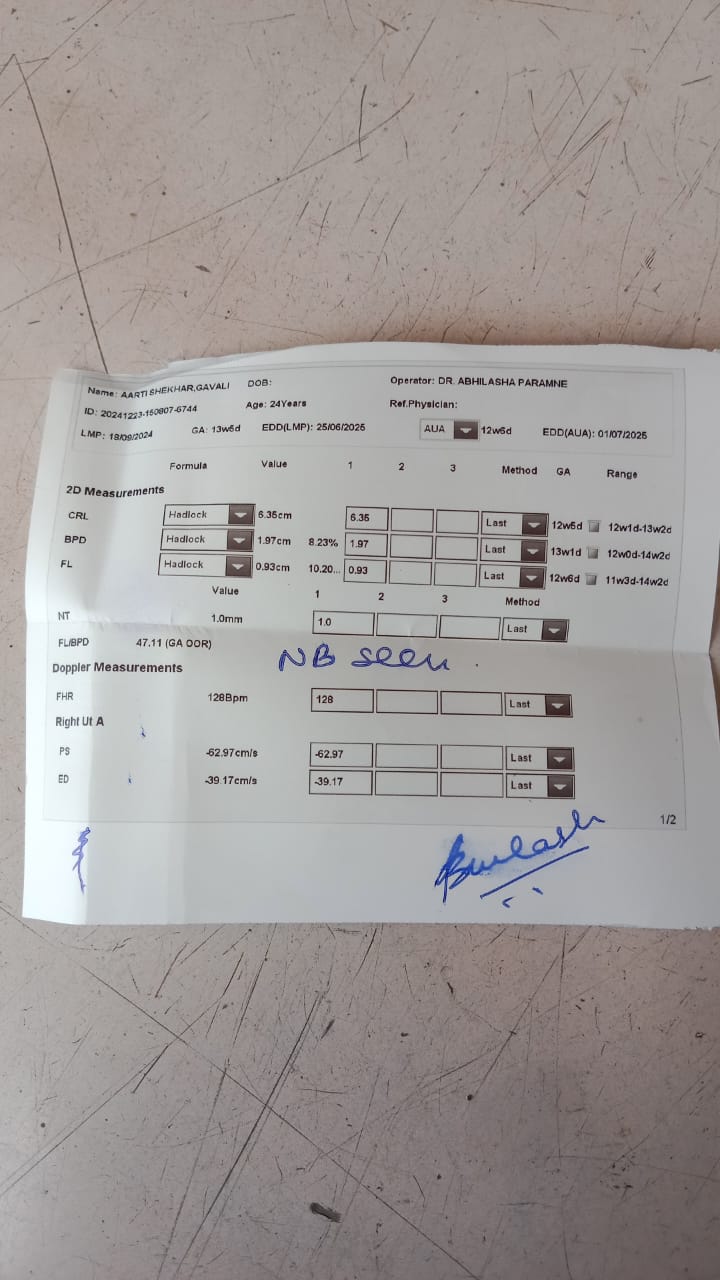 Name: AARTI SHEKHAR,GAVALI DOB: Operator: DR. ABHILASHA PARAMNE
ID: 20241223-150807-6744 Age: 24Years Ref.Physician:
LMP: 18/09/2024 GA: 13w5d EDD(LMP): 25/06/2025 AUA 12w6d EDD(AUA): 01/07/2025
Formula Value 1 2 3 Method GA Range
2D Measurements
CRL Hadlock 6.35cm 6.35 Last 12w5d 12w1d-13w2d
BPD Hadlock 1.97cm 8.23% 1.97 Last 13w1d 12w0d-14w2d
FL Hadlock 0.93cm 10.20... 0.93 Last 12w6d 11w3d-14w2d
Value 1 2 3 Method
NT 1.0mm 1.0 Last
FL/BPD 47.11 (GA OOR)
NB seen
Doppler Measurements
FHR 128Bpm 128 Last
Right Ut A
PS -62.97cm/s -62.97 Last
ED -39.17cm/s -39.17 Last
1/2